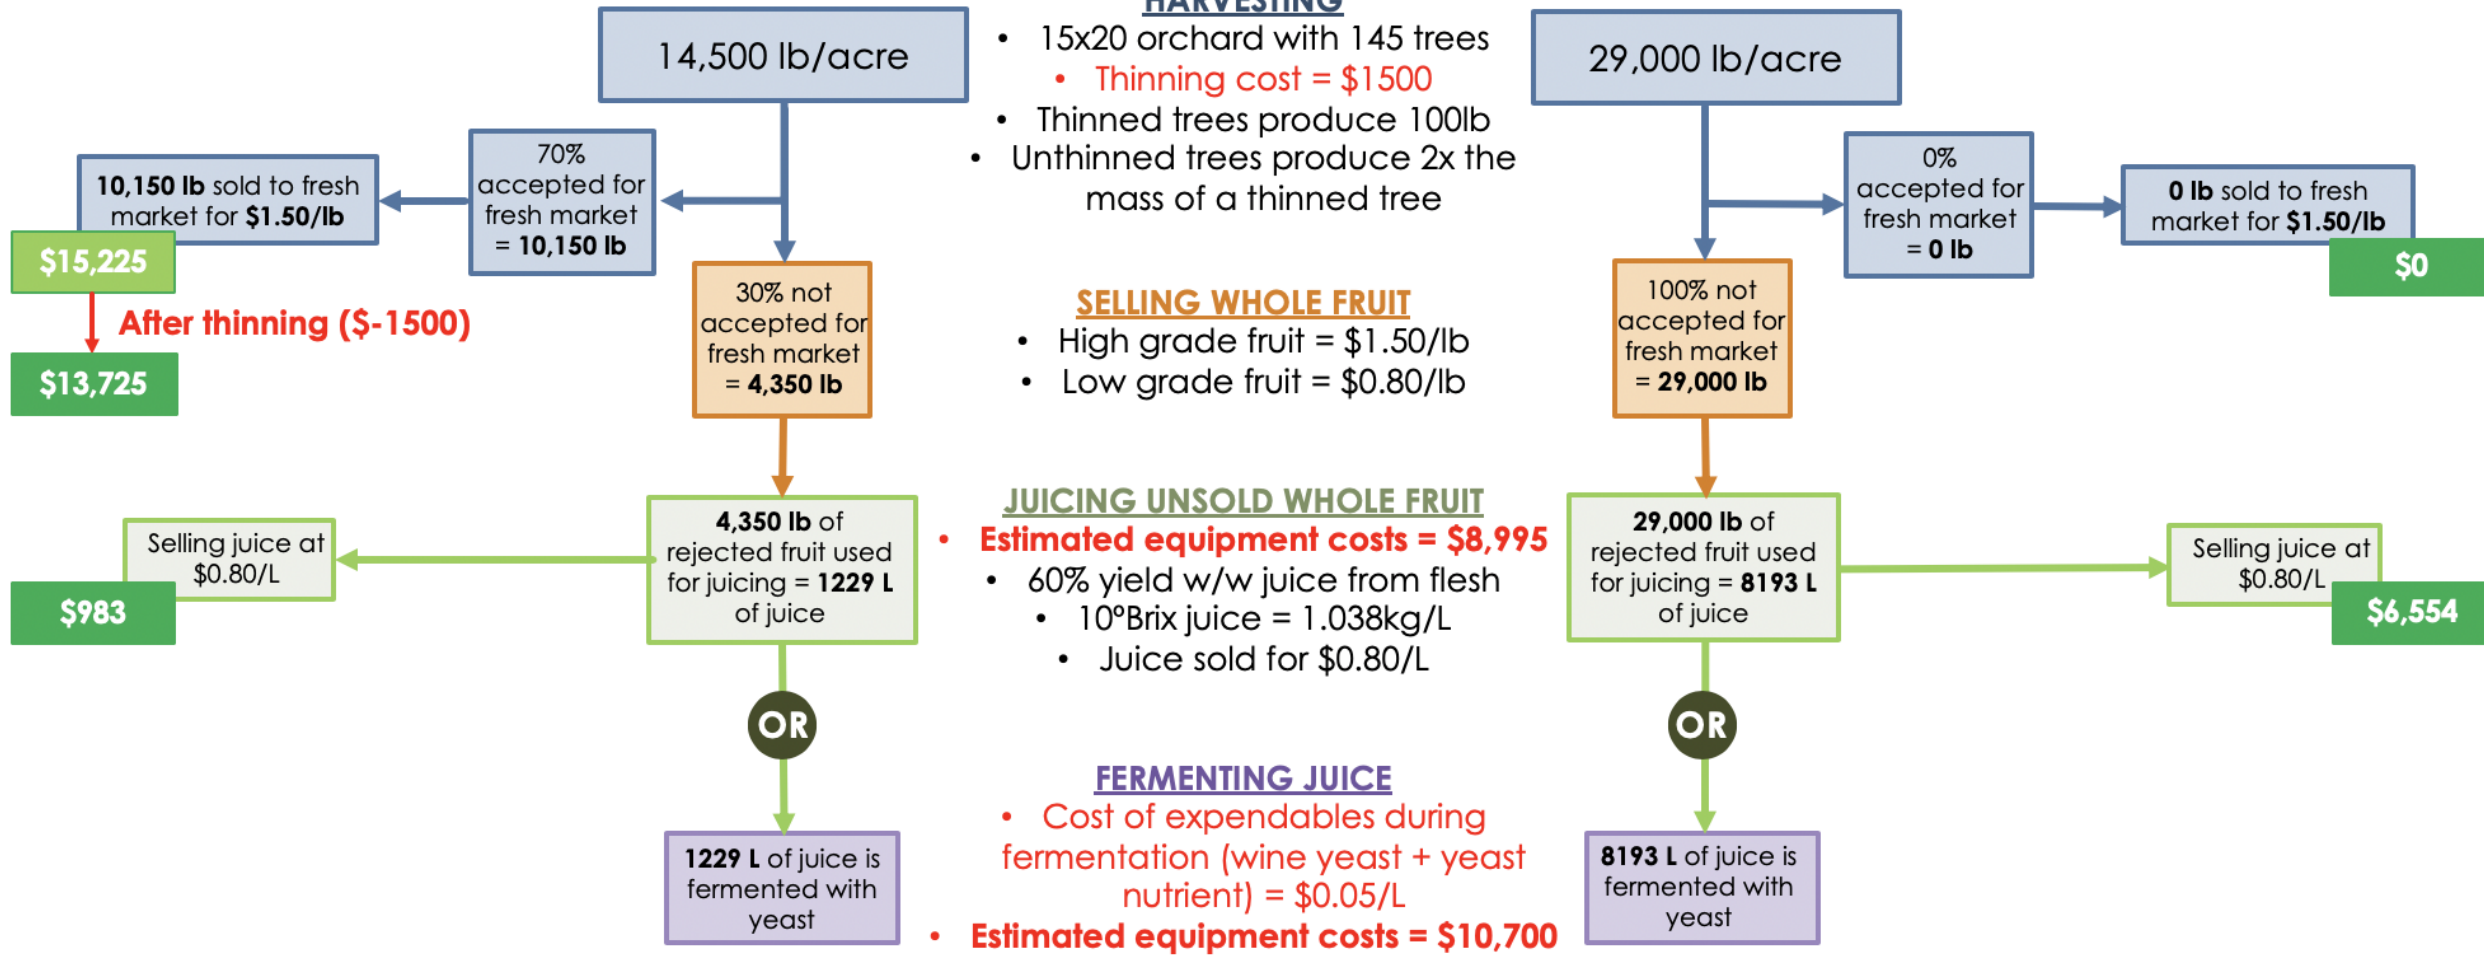 HARVESTING
14,500 lb/acre
• 15x20 orchard with 145 trees
• Thinning cost = $1500
• Thinned trees produce 100lb
• Unthinned trees produce 2x the
mass of a thinned tree
29,000 lb/acre
70%
accepted for
fresh market
= 10,150 lb
10,150 lb sold to fresh
market for $1.50/lb
$15,225
After thinning ($-1500)
$13,725
30% not
accepted for
fresh market
= 4,350 lb
0%
accepted for
fresh market
= 0 lb
0 lb sold to fresh
market for $1.50/lb
$0
100% not
accepted for
fresh market
= 29,000 lb
SELLING WHOLE FRUIT
• High grade fruit = $1.50/lb
• Low grade fruit = $0.80/lb
JUICING UNSOLD WHOLE FRUIT
• Estimated equipment costs = $8,995
• 60% yield w/w juice from flesh
• 10°Brix juice = 1.038kg/L
• Juice sold for $0.80/L
4,350 lb of
rejected fruit used
for juicing = 1229 L
of juice
Selling juice at
$0.80/L
$983
29,000 lb of
rejected fruit used
for juicing = 8193 L
of juice
Selling juice at
$0.80/L
$6,554
OR
OR
FERMENTING JUICE
• Cost of expendables during
fermentation (wine yeast + yeast
nutrient) = $0.05/L
• Estimated equipment costs = $10,700
1229 L of juice is
fermented with
yeast
8193 L of juice is
fermented with
yeast